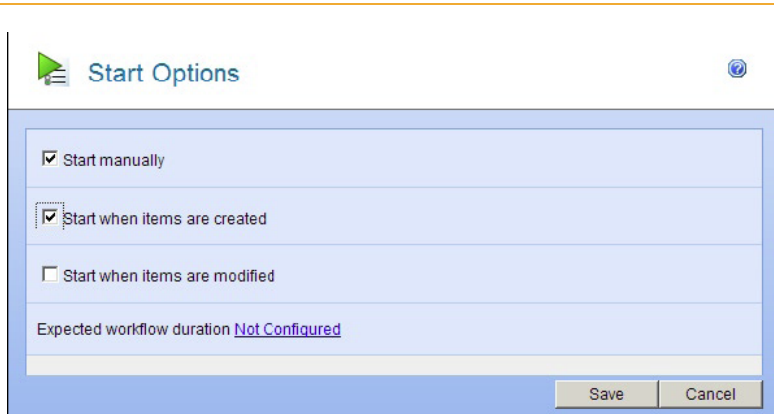 Start Options
Start manually
Start when items are created
Start when items are modified
Expected workflow duration Not Configured
Save Cancel